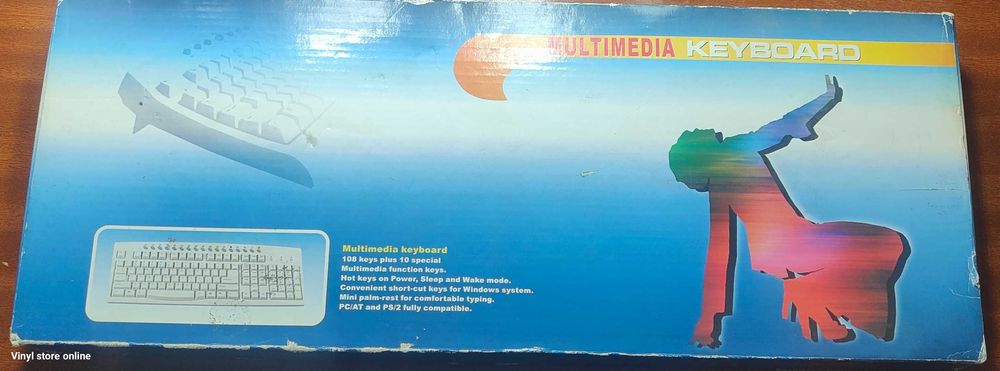 MULTIMEDIA KEYBOARD
Multimedia keyboard
108 keys plus 10 special
Multimedia function keys.
Hot keys on Power, Sleep and Wake mode.
Convenient short-cut keys for Windows system.
Mini palm-rest for comfortable typing.
PC/AT and PS/2 fully compatible.
Vinyl store online